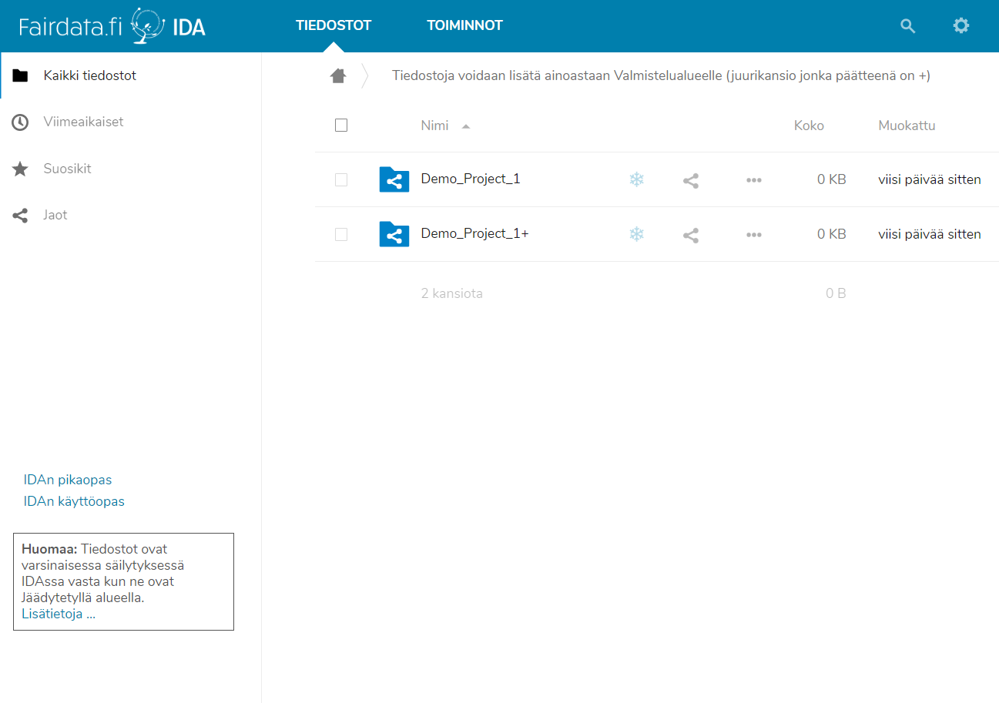 Fairdata.fi IDA
TIEDOSTOT
TOIMINNOT
Kaikki tiedostot
Viimeaikaiset
Suosikit
Jaot
IDAn pikaopas
IDAn käyttöopas
Huomaa: Tiedostot ovat
varsinaisessa säilytyksessä
IDAssa vasta kun ne ovat
Jäädytetyllä alueella.
Lisätietoja ...
Tiedostoja voidaan lisätä ainoastaan Valmistelualueelle (juurikansio jonka päätteenä on +)
Nimi Koko Muokattu
Demo_Project_1 0 KB viisi päivää sitten
Demo_Project_1+ 0 KB viisi päivää sitten
2 kansiota 0 B